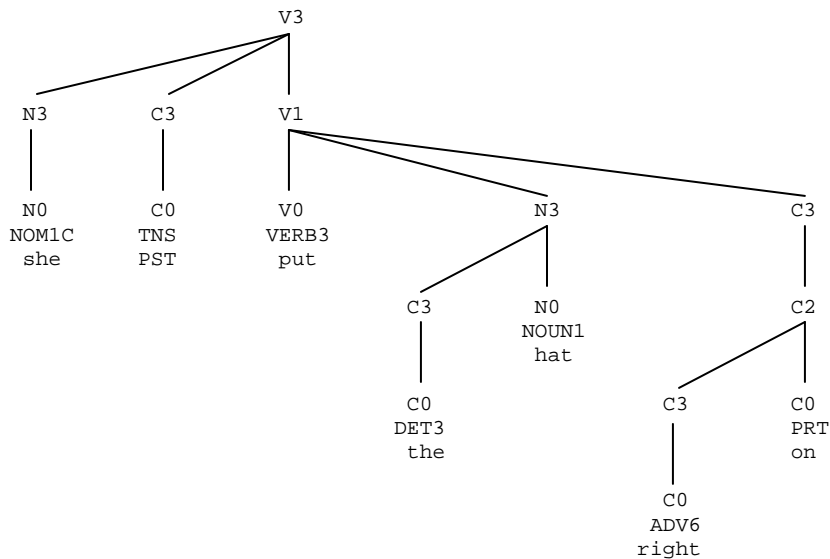 V3
N3 C3 V1
N0 C0 V0 N3 C3
NOM1C TNS VERB3
she PST put
C3 N0 C2
NOUN1
hat
C0 C3 C0
DET3 PRT
the on
C0
ADV6
right